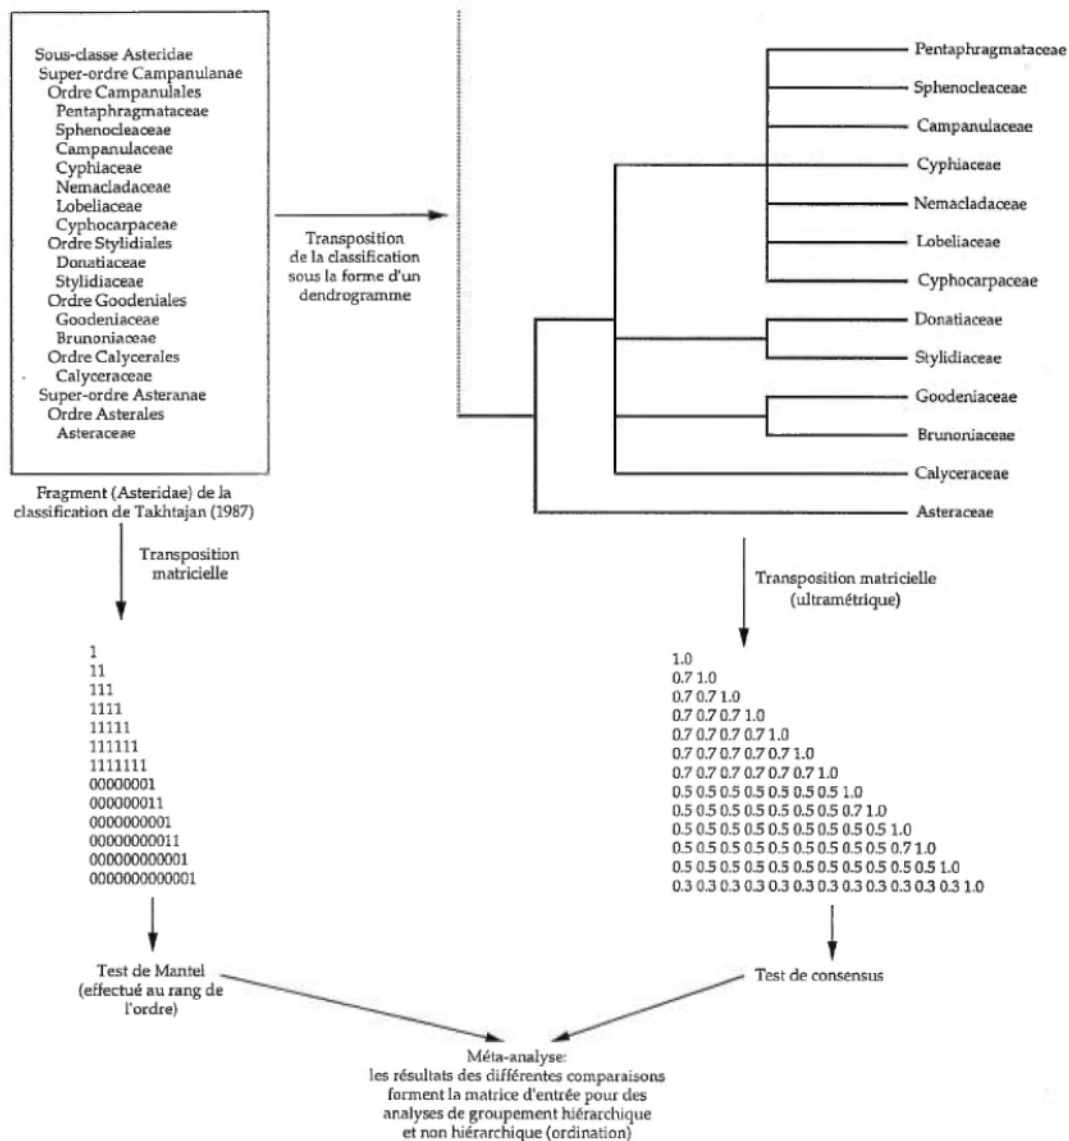 Sous-classe Asteridae
Super-ordre Campanulanae
Ordre Campanulales
Pentaphragmataceae
Sphenocleaceae
Campanulaceae
Cyphiaceae
Nemacladaceae
Lobeliaceae
Cyphocarpaceae
Ordre Stylidiales
Donatiaceae
Stylidiaceae
Ordre Goodeniales
Goodeniaceae
Brunoniaceae
Ordre Calycerales
Calyceraceae
Super-ordre Asteranae
Ordre Asterales
Asteraceae
Fragment (Asteridae) de la
classification de Takhtajan (1987)
Transposition
de la classification
sous la forme d'un
dendrogramme
Pentaphragmataceae
Sphenocleaceae
Campanulaceae
Cyphiaceae
Nemacladaceae
Lobeliaceae
Cyphocarpaceae
Donatiaceae
Stylidiaceae
Goodeniaceae
Brunoniaceae
Calyceraceae
Asteraceae
Transposition
matricielle
Transposition matricielle
(ultramétrique)
1
11
111
1111
11111
111111
1111111
00000001
000000011
0000000001
00000000011
000000000001
0000000000001
1.0
0.7 1.0
0.7 0.7 1.0
0.7 0.7 0.7 1.0
0.7 0.7 0.7 0.7 1.0
0.7 0.7 0.7 0.7 0.7 1.0
0.7 0.7 0.7 0.7 0.7 0.7 1.0
0.5 0.5 0.5 0.5 0.5 0.5 0.5 1.0
0.5 0.5 0.5 0.5 0.5 0.5 0.5 0.7 1.0
0.5 0.5 0.5 0.5 0.5 0.5 0.5 0.5 0.5 1.0
0.5 0.5 0.5 0.5 0.5 0.5 0.5 0.5 0.5 0.7 1.0
0.5 0.5 0.5 0.5 0.5 0.5 0.5 0.5 0.5 0.5 0.5 1.0
0.3 0.3 0.3 0.3 0.3 0.3 0.3 0.3 0.3 0.3 0.3 0.3 1.0
Test de Mantel
(effectué au rang de
l'ordre)
Test de consensus
Méta-analyse:
les résultats des différentes comparaisons
forment la matrice d'entrée pour des
analyses de groupement hiérarchique
et non hiérarchique (ordination)